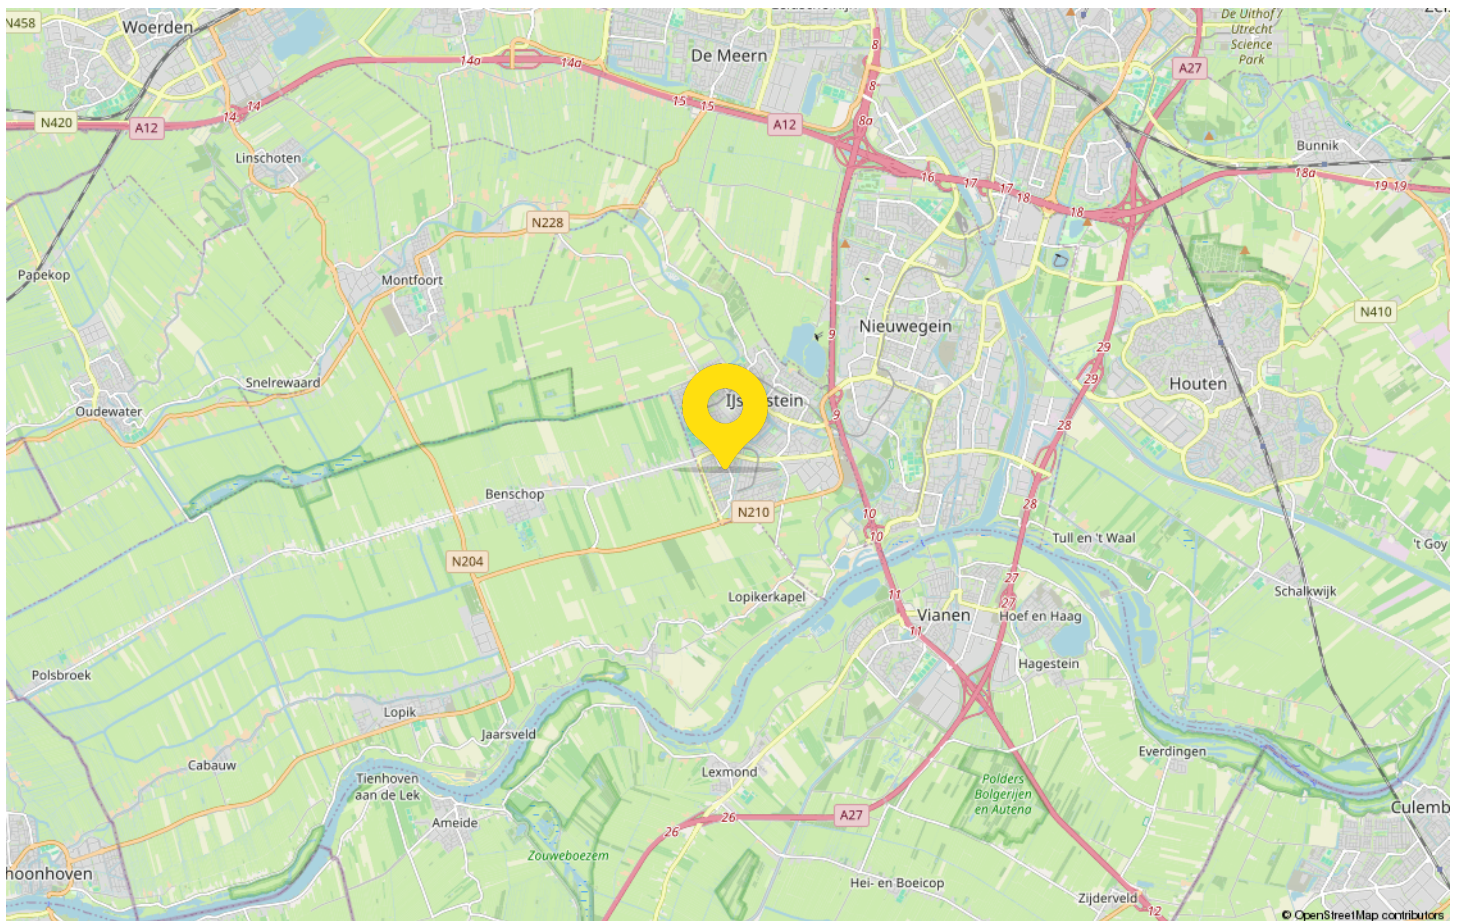 N458
Woerden
De Meern
De Uithof /
Utrecht
Science
Park
8
14a
14a
A27
8
15
15
14
14
N420
A12
A12
8a
Linschoten
Bunnik
16
17
17
18
18
18a
19
19
N228
Papekop
Montfoort
N410
Nieuwegein
9
29
29
Snelrewaard
Houten
Oudewater
9
28
Benschop
N210
10
10
28
Tull en 't Waal
't Goy
N204
27
27
Schalkwijk
Lopikerkapel
11
11
Vianen
Hoef en Haag
Hagestein
Polsbroek
Lopik
Jaarsveld
Everdingen
Cabauw
Lexmond
Tienhoven
aan de Lek
Polders
Bolgerijen
en Autena
Ameide
A27
26
26
Culemb
Zouweboezem
hoonhoven
Hei- en Boeicop
Zijderveld
12
© OpenStreetMap contributors